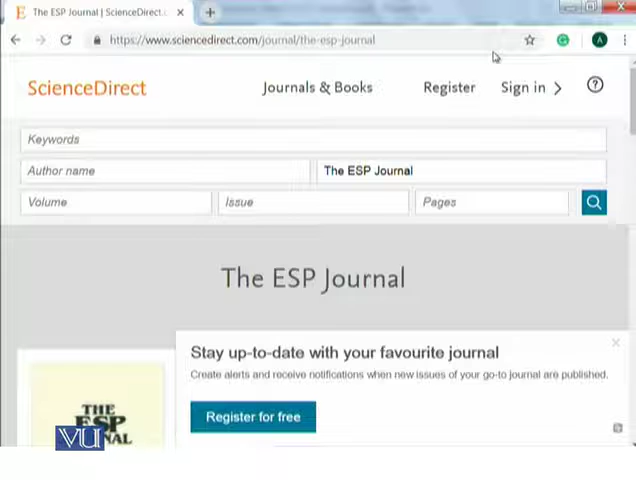 The ESP Journal | ScienceDirect.c
https://www.sciencedirect.com/journal/the-esp-journal
A
ScienceDirect
Journals & Books
Register
Sign in
Keywords
Author name
The ESP Journal
Volume
Issue
Pages
The ESP Journal
Stay up-to-date with your favourite journal
Create alerts and receive notifications when new issues of your go-to journal are published.
Register for free
THE
ESP
VU